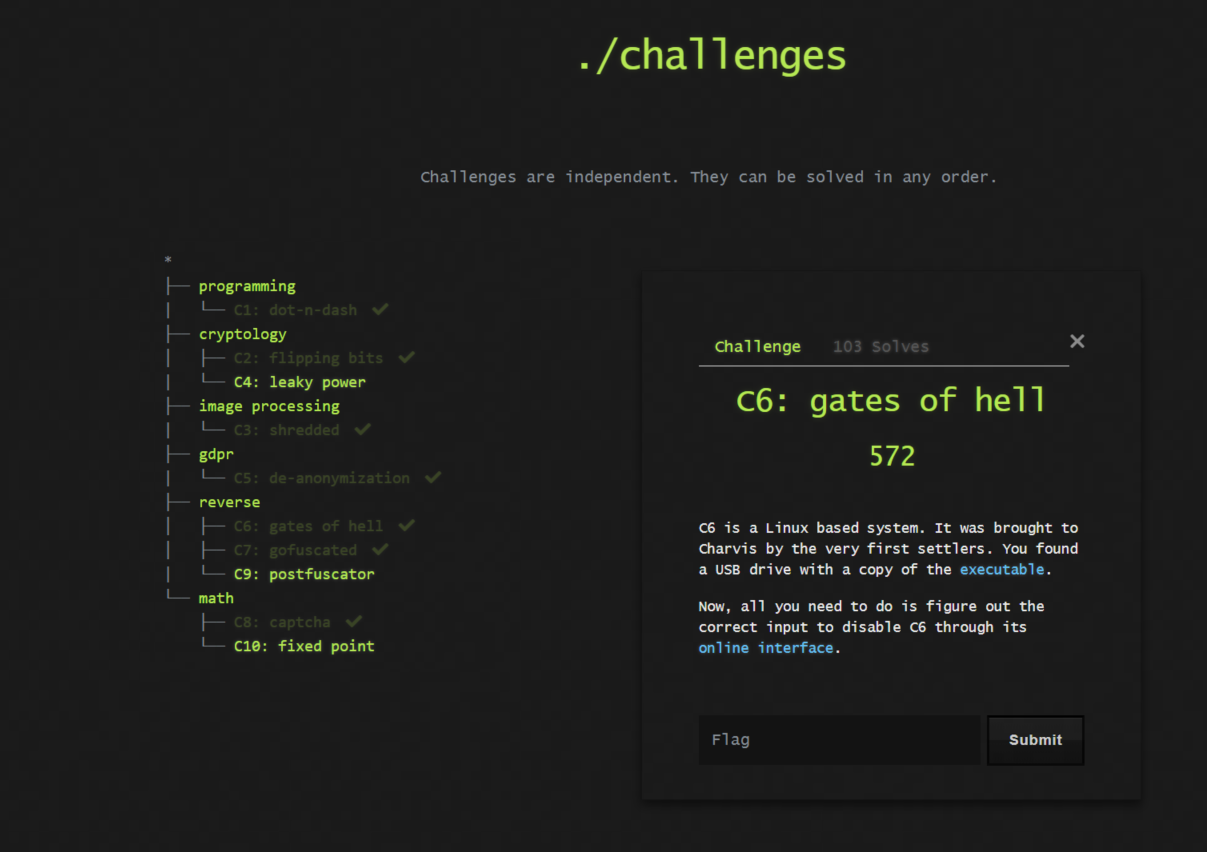 ./challenges
Challenges are independent. They can be solved in any order.
*
programming
C1: dot-n-dash ✔
cryptology
C2: flipping bits ✔
C4: leaky power
image processing
C3: shredded ✔
gdpr
C5: de-anonymization ✔
reverse
C6: gates of hell ✔
C7: gofuscated ✔
C9: postfuscator
math
C8: captcha ✔
C10: fixed point
Challenge 103 Solves ×
C6: gates of hell
572
C6 is a Linux based system. It was brought to
Charvis by the very first settlers. You found
a USB drive with a copy of the executable.
Now, all you need to do is figure out the
correct input to disable C6 through its
online interface.
Flag Submit